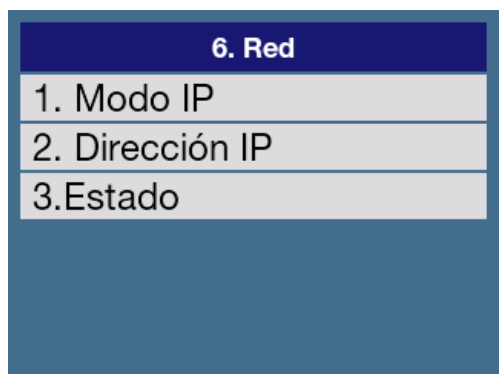 6. Red
1. Modo IP
2. Dirección IP
3.Estado